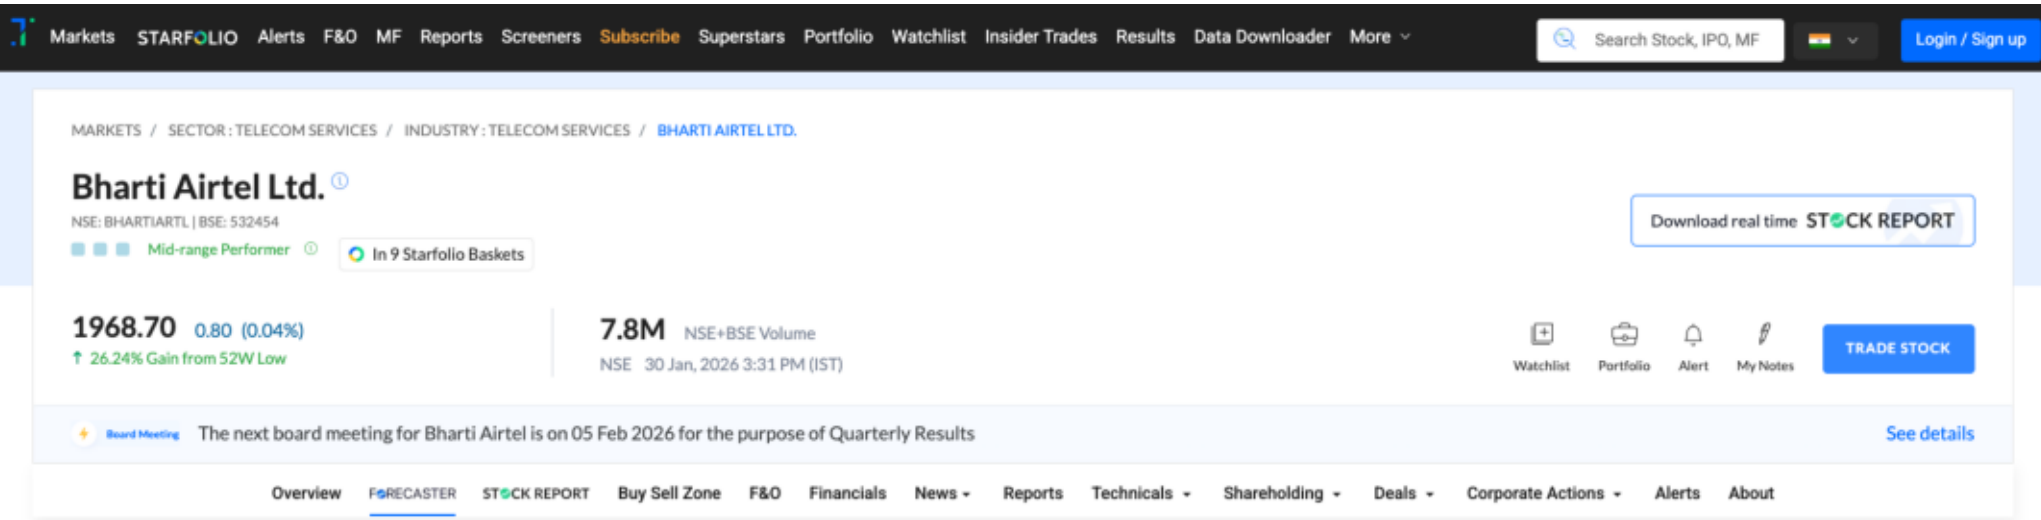 Markets STARFOLIO Alerts F&O MF Reports Screeners Subscribe Superstars Portfolio Watchlist Insider Trades Results Data Downloader More Search Stock, IPO, MF Login / Sign up
MARKETS / SECTOR : TELECOM SERVICES / INDUSTRY : TELECOM SERVICES / BHARTI AIRTEL LTD.
Bharti Airtel Ltd.
NSE: BHARTIARTL | BSE: 532454
Download real time STOCK REPORT
Mid-range Performer In 9 Starfolio Baskets
1968.70 0.80 (0.04%)
↑ 26.24% Gain from 52W Low
7.8M NSE+BSE Volume
NSE 30 Jan, 2026 3:31 PM (IST)
Watchlist Portfolio Alert My Notes TRADE STOCK
Board Meeting The next board meeting for Bharti Airtel is on 05 Feb 2026 for the purpose of Quarterly Results See details
Overview FORECASTER STOCK REPORT Buy Sell Zone F&O Financials News Reports Technicals Shareholding Deals Corporate Actions Alerts About